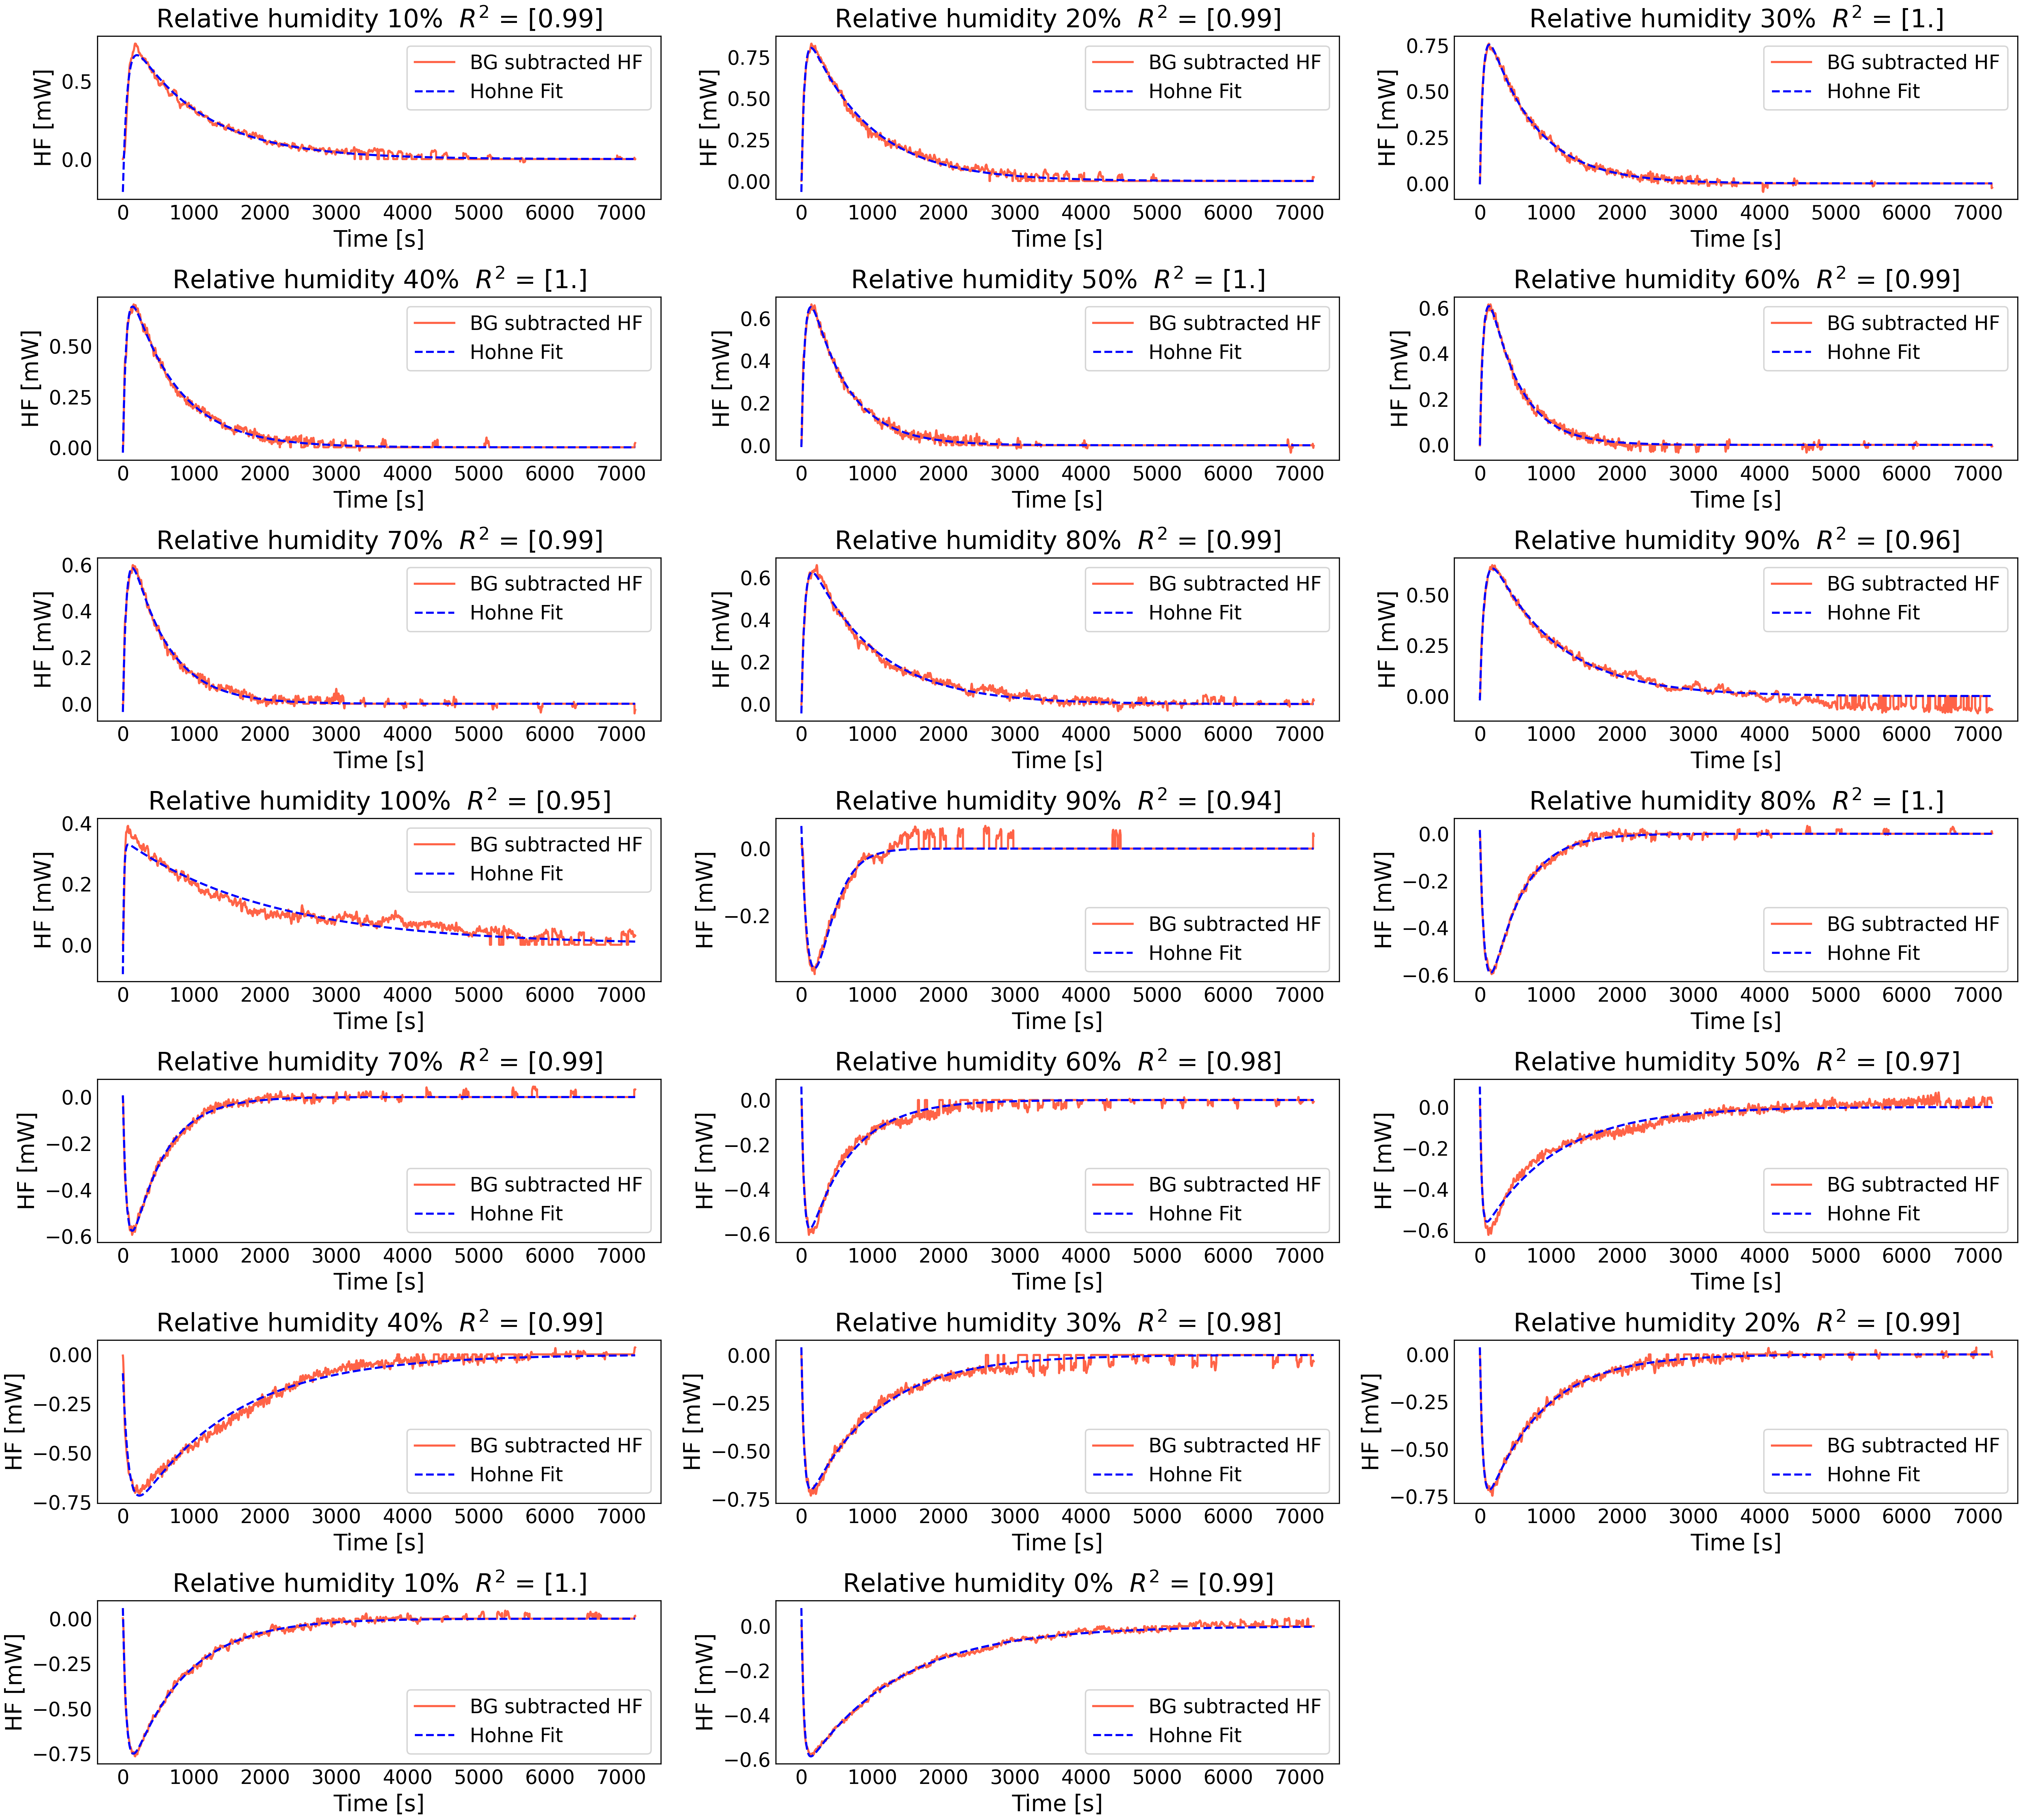 Relative humidity 10% R² = [0.99]
HF [mW]
0.5
0.0
BG subtracted HF
Hohne Fit
0 1000 2000 3000 4000 5000 6000 7000
Time [s]
Relative humidity 20% R² = [0.99]
HF [mW]
0.75
0.50
0.25
0.00
BG subtracted HF
Hohne Fit
0 1000 2000 3000 4000 5000 6000 7000
Time [s]
Relative humidity 30% R² = [1.]
HF [mW]
0.75
0.50
0.25
0.00
BG subtracted HF
Hohne Fit
0 1000 2000 3000 4000 5000 6000 7000
Time [s]
Relative humidity 40% R² = [1.]
HF [mW]
0.50
0.25
0.00
BG subtracted HF
Hohne Fit
0 1000 2000 3000 4000 5000 6000 7000
Time [s]
Relative humidity 50% R² = [1.]
HF [mW]
0.6
0.4
0.2
0.0
BG subtracted HF
Hohne Fit
0 1000 2000 3000 4000 5000 6000 7000
Time [s]
Relative humidity 60% R² = [0.99]
HF [mW]
0.6
0.4
0.2
0.0
BG subtracted HF
Hohne Fit
0 1000 2000 3000 4000 5000 6000 7000
Time [s]
Relative humidity 70% R² = [0.99]
HF [mW]
0.6
0.4
0.2
0.0
BG subtracted HF
Hohne Fit
0 1000 2000 3000 4000 5000 6000 7000
Time [s]
Relative humidity 80% R² = [0.99]
HF [mW]
0.6
0.4
0.2
0.0
BG subtracted HF
Hohne Fit
0 1000 2000 3000 4000 5000 6000 7000
Time [s]
Relative humidity 90% R² = [0.96]
HF [mW]
0.50
0.25
0.00
BG subtracted HF
Hohne Fit
0 1000 2000 3000 4000 5000 6000 7000
Time [s]
Relative humidity 100% R² = [0.95]
HF [mW]
0.4
0.2
0.0
BG subtracted HF
Hohne Fit
0 1000 2000 3000 4000 5000 6000 7000
Time [s]
Relative humidity 90% R² = [0.94]
HF [mW]
0.0
−0.2
BG subtracted HF
Hohne Fit
0 1000 2000 3000 4000 5000 6000 7000
Time [s]
Relative humidity 80% R² = [1.]
HF [mW]
0.0
−0.2
−0.4
−0.6
BG subtracted HF
Hohne Fit
0 1000 2000 3000 4000 5000 6000 7000
Time [s]
Relative humidity 70% R² = [0.99]
HF [mW]
0.0
−0.2
−0.4
−0.6
BG subtracted HF
Hohne Fit
0 1000 2000 3000 4000 5000 6000 7000
Time [s]
Relative humidity 60% R² = [0.98]
HF [mW]
0.0
−0.2
−0.4
−0.6
BG subtracted HF
Hohne Fit
0 1000 2000 3000 4000 5000 6000 7000
Time [s]
Relative humidity 50% R² = [0.97]
HF [mW]
0.0
−0.2
−0.4
−0.6
BG subtracted HF
Hohne Fit
0 1000 2000 3000 4000 5000 6000 7000
Time [s]
Relative humidity 40% R² = [0.99]
HF [mW]
0.00
−0.25
−0.50
−0.75
BG subtracted HF
Hohne Fit
0 1000 2000 3000 4000 5000 6000 7000
Time [s]
Relative humidity 30% R² = [0.98]
HF [mW]
0.00
−0.25
−0.50
−0.75
BG subtracted HF
Hohne Fit
0 1000 2000 3000 4000 5000 6000 7000
Time [s]
Relative humidity 20% R² = [0.99]
HF [mW]
0.00
−0.25
−0.50
−0.75
BG subtracted HF
Hohne Fit
0 1000 2000 3000 4000 5000 6000 7000
Time [s]
Relative humidity 10% R² = [1.]
HF [mW]
0.00
−0.25
−0.50
−0.75
BG subtracted HF
Hohne Fit
0 1000 2000 3000 4000 5000 6000 7000
Time [s]
Relative humidity 0% R² = [0.99]
HF [mW]
0.0
−0.2
−0.4
−0.6
BG subtracted HF
Hohne Fit
0 1000 2000 3000 4000 5000 6000 7000
Time [s]